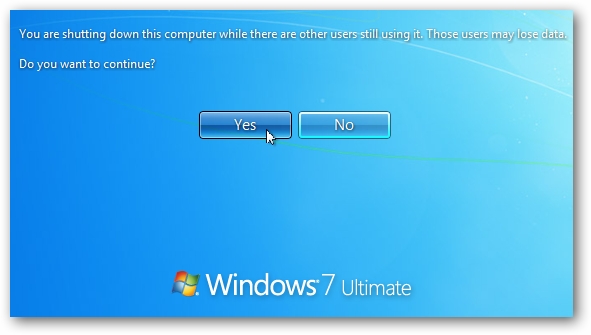 You are shutting down this computer while there are other users still using it. Those users may lose data.
Do you want to continue?
Yes No
Windows 7 Ultimate